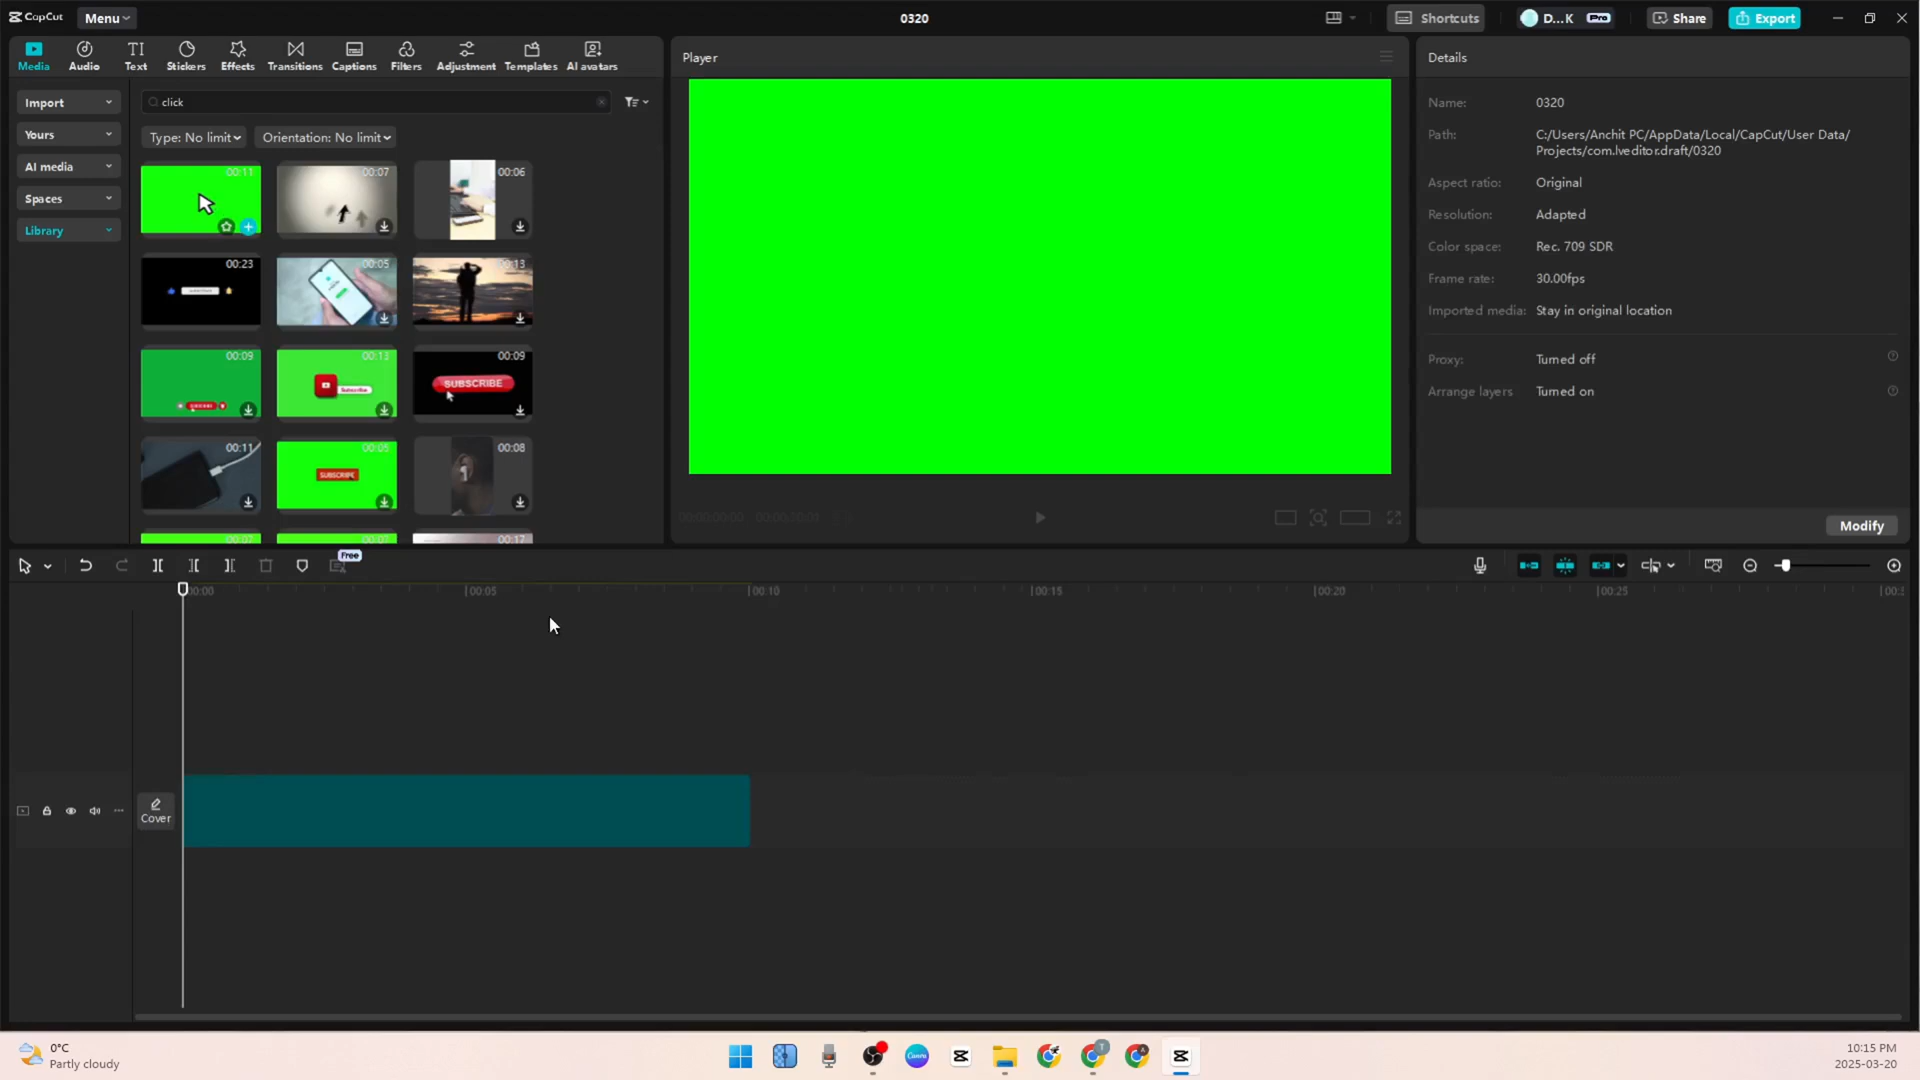 CapCut
Menu
0320
Shortcuts
D...K
Pro
Share
Export
Media
Audio
Text
Stickers
Effects
Transitions
Captions
Filters
Adjustment
Templates
AI avatars
Import
Yours
AI media
Spaces
Library
click
Type: No limit
Orientation: No limit
00:11
00:07
00:06
00:23
00:05
00:13
00:09
00:13
Subscribe
00:09
SUBSCRIBE
00:11
00:05
SUBSCRIBE
00:08
00:17
Player
Details
Name: 0320
Path: C:/Users/Anchit PC/AppData/Local/CapCut/User Data/
Projects/com.lveditor.draft/0320
Aspect ratio: Original
Resolution: Adapted
Color space: Rec. 709 SDR
Frame rate: 30.00fps
Imported media: Stay in original location
Proxy: Turned off
Arrange layers Turned on
Modify
Free
00:00 00:05 00:10 00:15 00:20 00:25
Cover
0°C
Partly cloudy
Canva
10:15 PM
2025-03-20